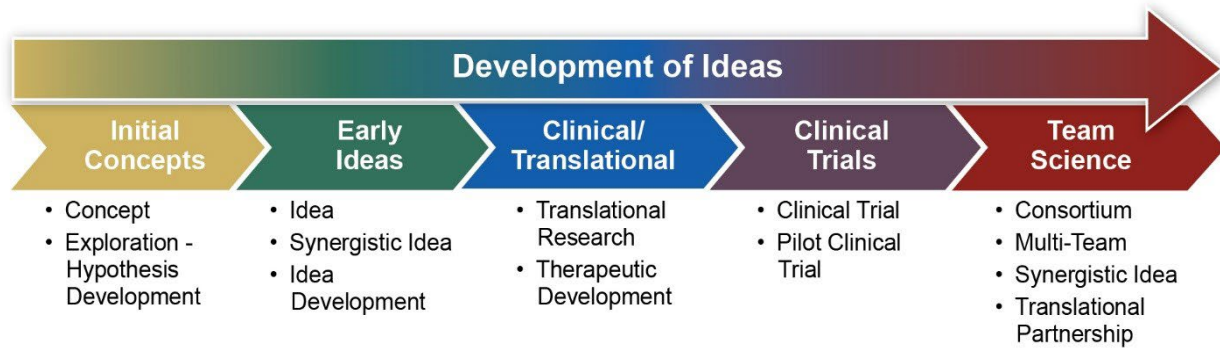 Development of Ideas
Initial
Concepts
Early
Ideas
Clinical/
Translational
Clinical
Trials
Team
Science
• Concept
• Exploration -
Hypothesis
Development
• Idea
• Synergistic Idea
• Idea
Development
• Translational
Research
• Therapeutic
Development
• Clinical Trial
• Pilot Clinical
Trial
• Consortium
• Multi-Team
• Synergistic Idea
• Translational
Partnership